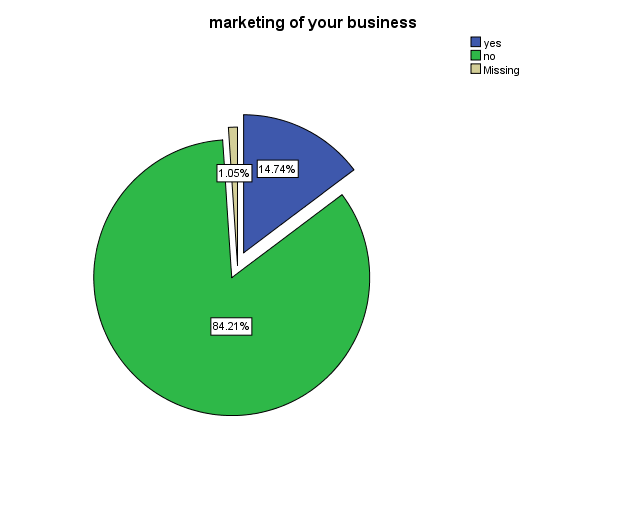 marketing of your business
yes
no
Missing
1.05%
14.74%
84.21%